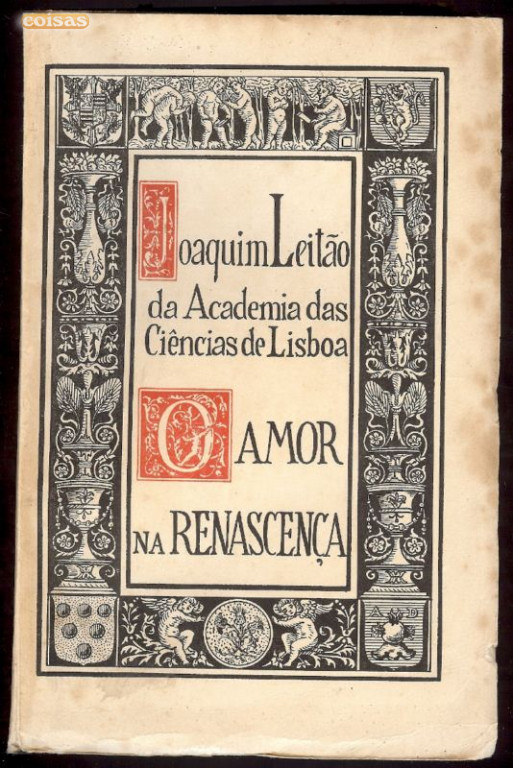 coisas
Joaquim Leitão
da Academia das
Ciências de Lisboa
O AMOR
NA RENASCENÇA
A D